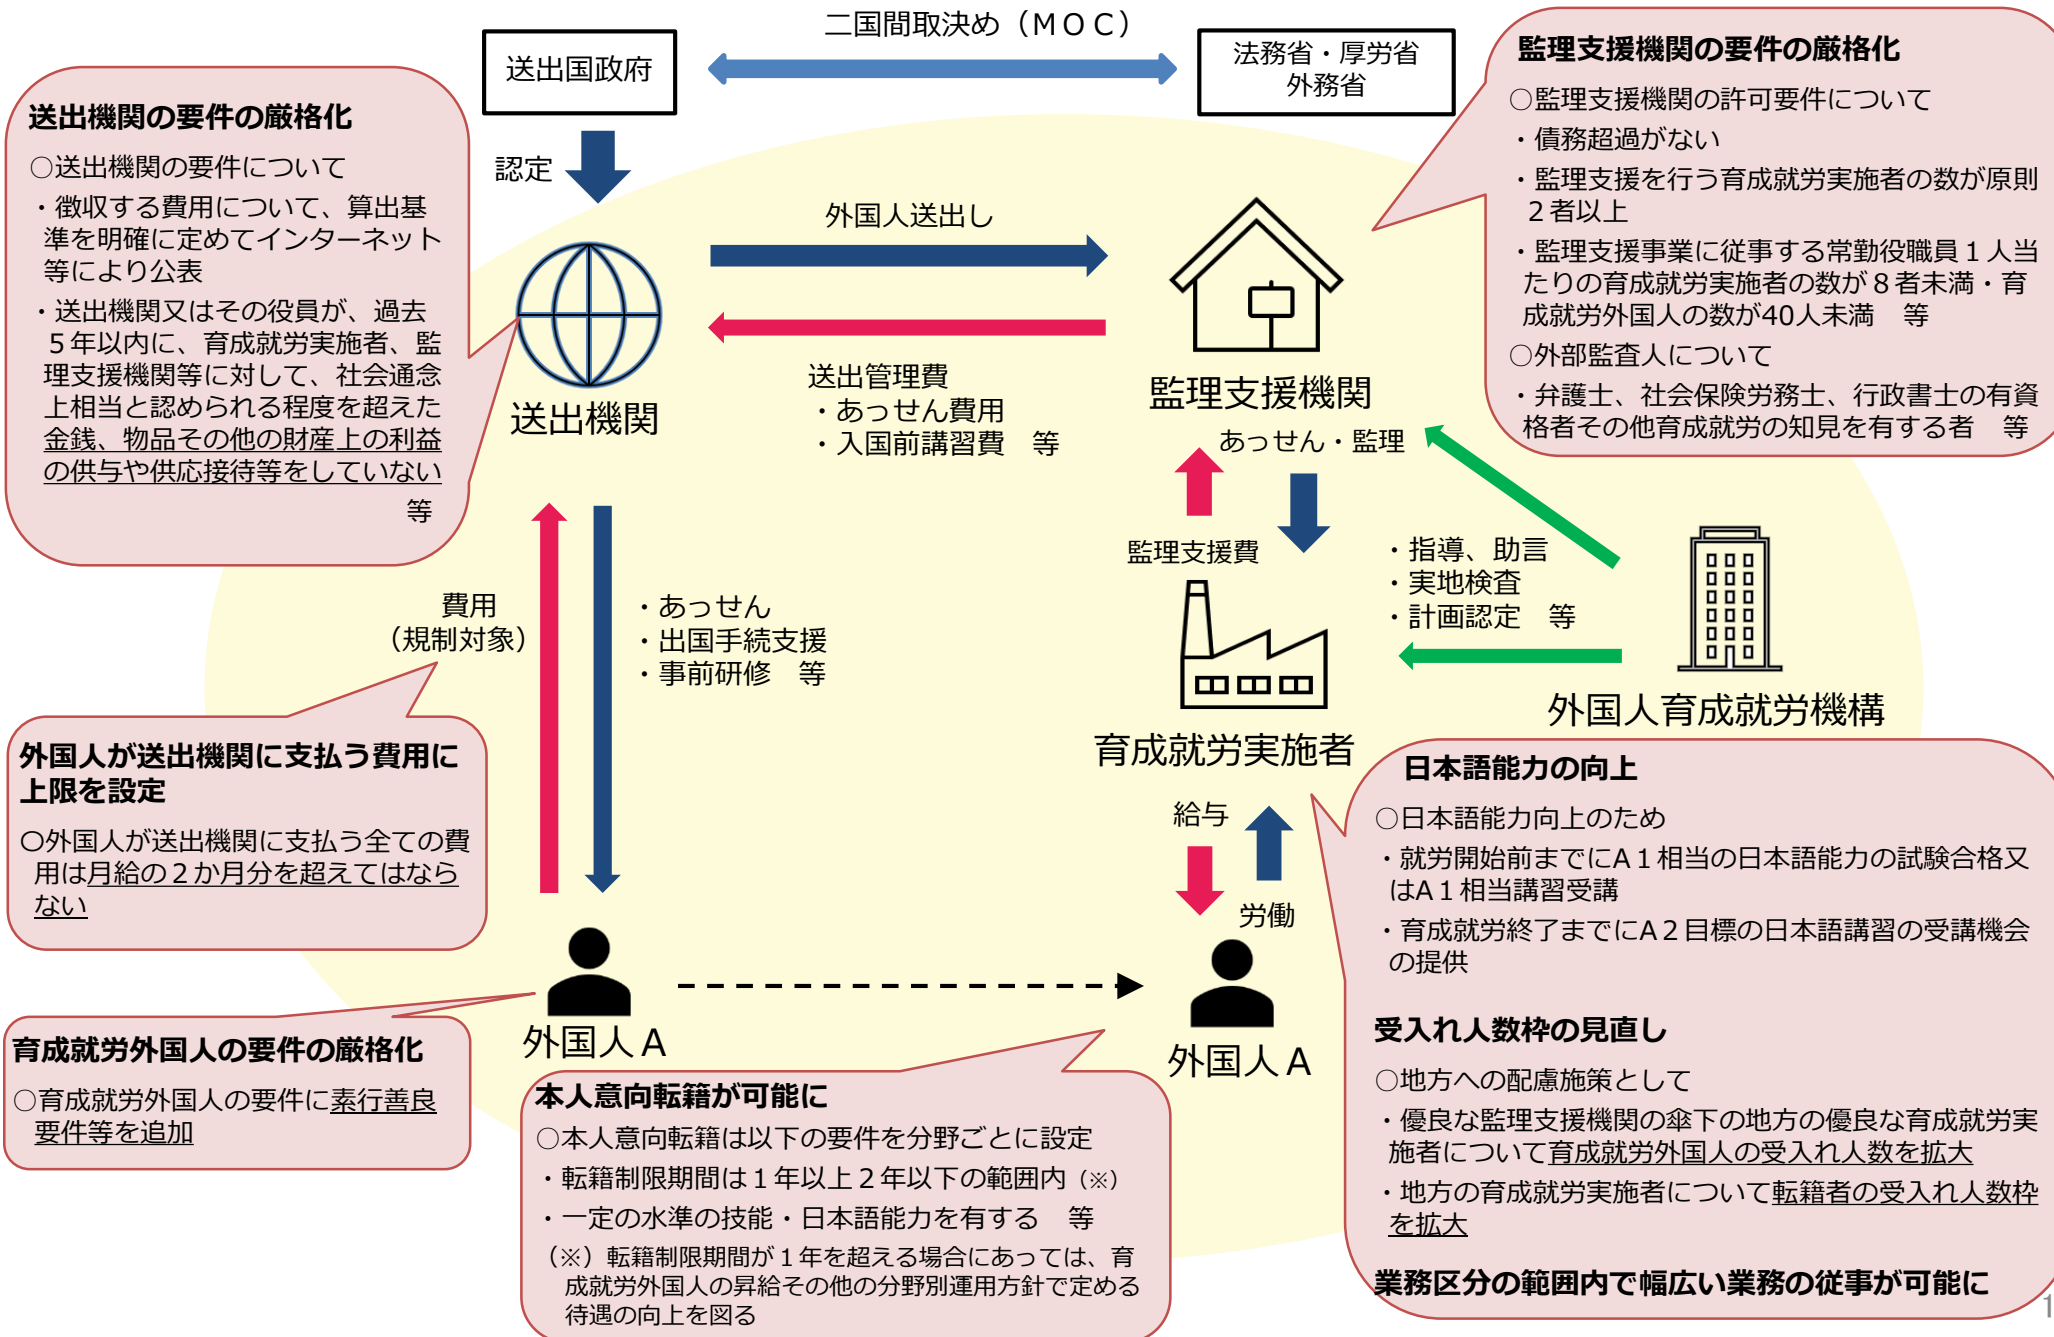 二国間取決め（ＭＯＣ）
送出国政府
法務省・厚労省
外務省
認定
送出機関の要件の厳格化
○送出機関の要件について
・徴収する費用について、算出基
準を明確に定めてインターネット
等により公表
・送出機関又はその役員が、過去
５年以内に、育成就労実施者、監
理支援機関等に対して、社会通念
上相当と認められる程度を超えた
金銭、物品その他の財産上の利益
の供与や供応接待等をしていない
等
監理支援機関の要件の厳格化
○監理支援機関の許可要件について
・債務超過がない
・監理支援を行う育成就労実施者の数が原則
２者以上
・監理支援事業に従事する常勤役職員１人当
たりの育成就労実施者の数が８者未満・育
成就労外国人の数が40人未満　等
○外部監査人について
・弁護士、社会保険労務士、行政書士の有資
格者その他育成就労の知見を有する者　等
外国人送出し
送出管理費
・あっせん費用
・入国前講習費　等
送出機関
監理支援機関
あっせん・監理
監理支援費
・指導、助言
・実地検査
・計画認定　等
外国人育成就労機構
育成就労実施者
費用
（規制対象）
・あっせん
・出国手続支援
・事前研修　等
外国人が送出機関に支払う費用に
上限を設定
○外国人が送出機関に支払う全ての費
用は月給の２か月分を超えてはなら
ない
給与
労働
外国人Ａ
外国人Ａ
育成就労外国人の要件の厳格化
○育成就労外国人の要件に素行善良
要件等を追加
本人意向転籍が可能に
○本人意向転籍は以下の要件を分野ごとに設定
・転籍制限期間は１年以上２年以下の範囲内（※）
・一定の水準の技能・日本語能力を有する　等
（※）転籍制限期間が１年を超える場合にあっては、育
成就労外国人の昇給その他の分野別運用方針で定める
待遇の向上を図る
日本語能力の向上
○日本語能力向上のため
・就労開始前までにA１相当の日本語能力の試験合格又
はA１相当講習受講
・育成就労終了までにA２目標の日本語講習の受講機会
の提供
受入れ人数枠の見直し
○地方への配慮施策として
・優良な監理支援機関の傘下の地方の優良な育成就労実
施者について育成就労外国人の受入れ人数を拡大
・地方の育成就労実施者について転籍者の受入れ人数枠
を拡大
業務区分の範囲内で幅広い業務の従事が可能に
1